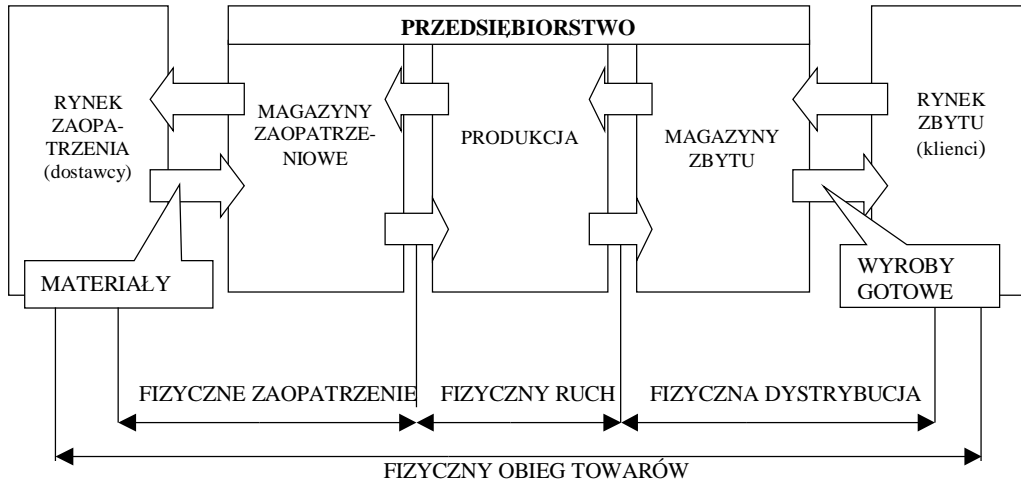 PRZEDSIĘBIORSTWO
RYNEK
ZAOPA-
TRZENIA
(dostawcy)
MAGAZYNY
ZAOPATRZE-
NIOWE
PRODUKCJA
MAGAZYNY
ZBYTU
RYNEK
ZBYTU
(klienci)
MATERIAŁY
WYROBY
GOTOWE
FIZYCZNE ZAOPATRZENIE
FIZYCZNY RUCH
FIZYCZNA DYSTRYBUCJA
FIZYCZNY OBIEG TOWARÓW